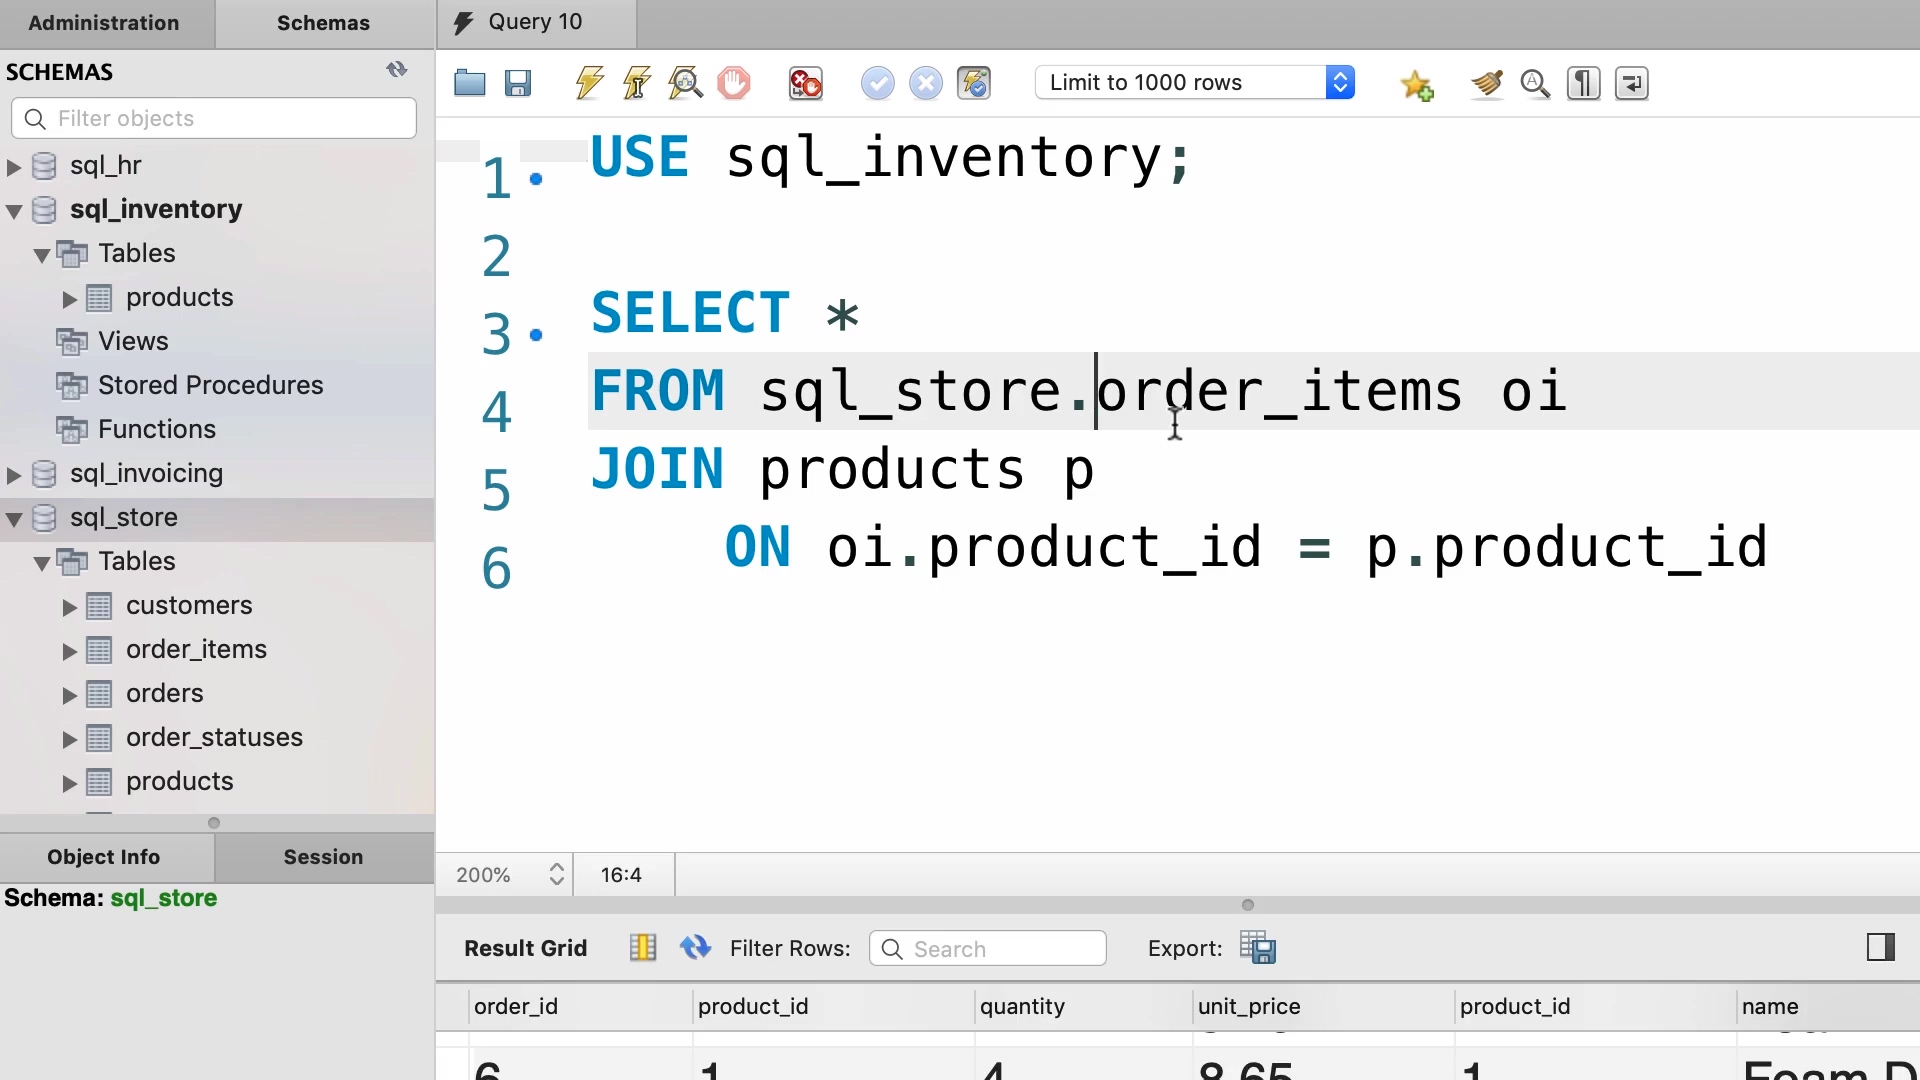 Administration
Schemas
Query 10
SCHEMAS
Limit to 1000 rows
Filter objects
sql_hr
sql_inventory
Tables
products
Views
Stored Procedures
Functions
sql_invoicing
sql_store
Tables
customers
order_items
orders
order_statuses
products
Object Info
Session
Schema: sql_store
1 USE sql_inventory;
2
3 SELECT *
4 FROM sql_store.order_items oi
5 JOIN products p
6 ON oi.product_id = p.product_id
200%
16:4
Result Grid
Filter Rows:
Search
Export:
order_id product_id quantity unit_price product_id name
6 1 4 8.65 1 Foam D